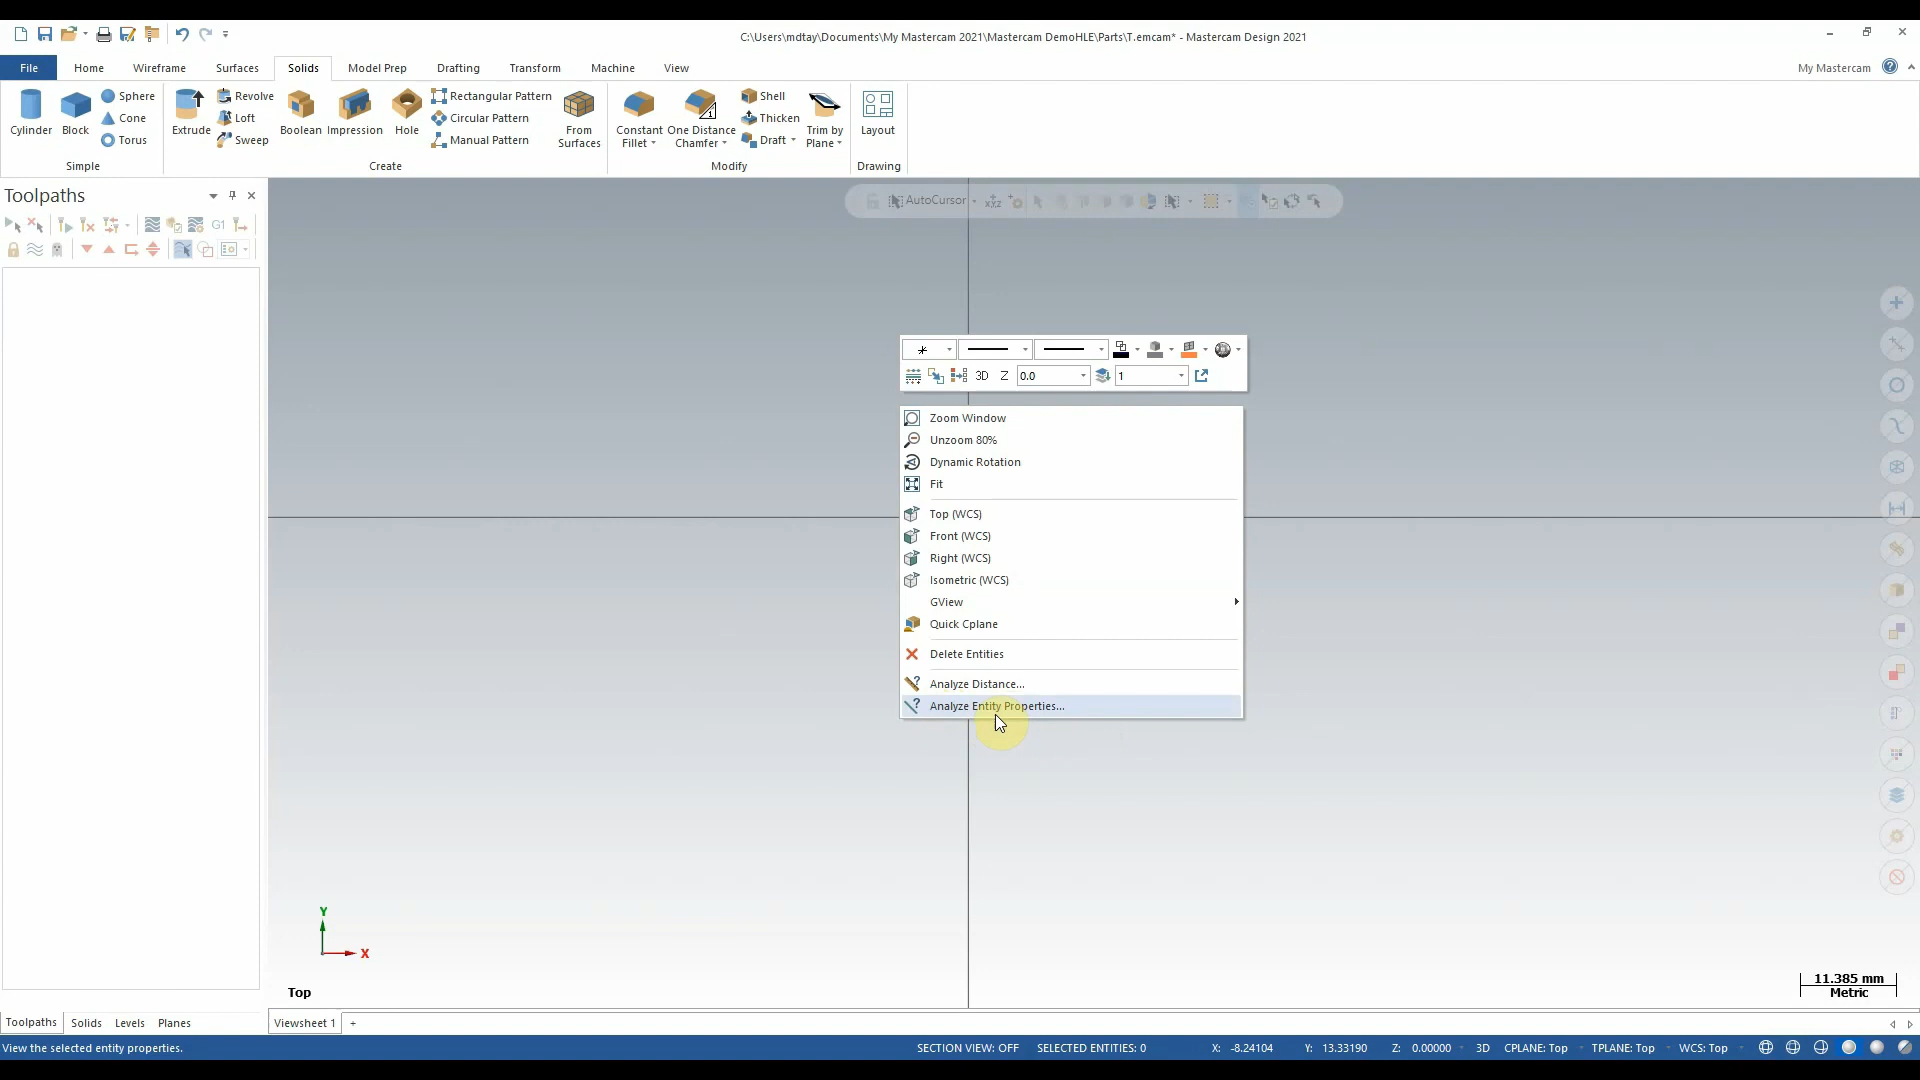 C:\Users\mdtay\Documents\My Mastercam 2021\Mastercam DemoHLE\Parts\T.emcam* - Mastercam Design 2021
File Home Wireframe Surfaces Solids Model Prep Drafting Transform Machine View My Mastercam
Cylinder
Block
Sphere
Cone
Torus
Simple
Extrude
Revolve
Loft
Sweep
Boolean
Impression
Hole
Rectangular Pattern
Circular Pattern
Manual Pattern
From
Surfaces
Create
Constant
Fillet
One Distance
Chamfer
Shell
Thicken
Draft
Trim by
Plane
Modify
Layout
Drawing
Toolpaths
G1
AutoCursor
XYZ
3D Z 0.0 1
Zoom Window
Unzoom 80%
Dynamic Rotation
Fit
Top (WCS)
Front (WCS)
Right (WCS)
Isometric (WCS)
GView
Quick Cplane
Delete Entities
Analyze Distance...
Analyze Entity Properties...
Y
X
Top
11.385 mm
Metric
Toolpaths Solids Levels Planes
Viewsheet 1 +
View the selected entity properties.
SECTION VIEW: OFF SELECTED ENTITIES: 0 X: -8.24104 Y: 13.33190 Z: 0.00000 3D CPLANE: Top TPLANE: Top WCS: Top